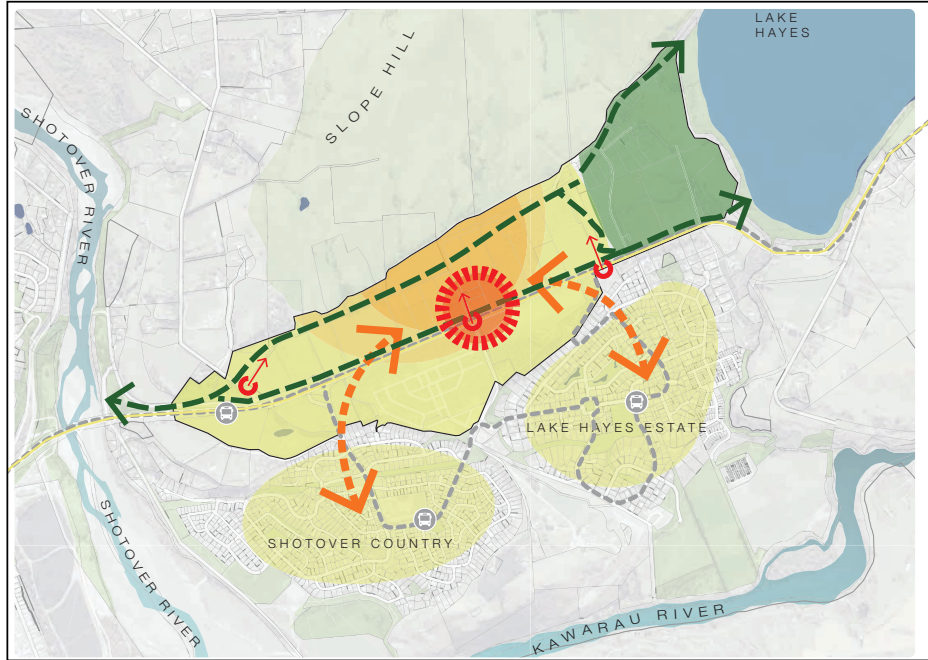 LAKE
HAYES
SLOPE HILL
SHOTOVER RIVER
LAKE HAYES ESTATE
SHOTOVER COUNTRY
SHOTOVER RIVER
KAWARAU RIVER